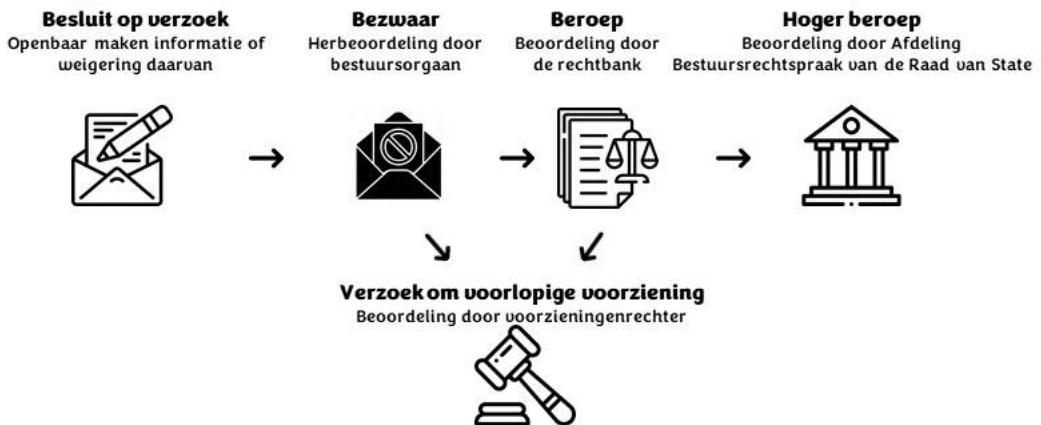 Besluit op verzoek
Openbaar maken informatie of
weigering daarvan
Bezwaar
Herbeoordeling door
bestuursorgaan
Beroep
Beoordeling door
de rechtbank
Hoger beroep
Beoordeling door Afdeling
Bestuursrechtspraak van de Raad van State
Verzoek om voorlopige voorziening
Beoordeling door voorzieningenrechter